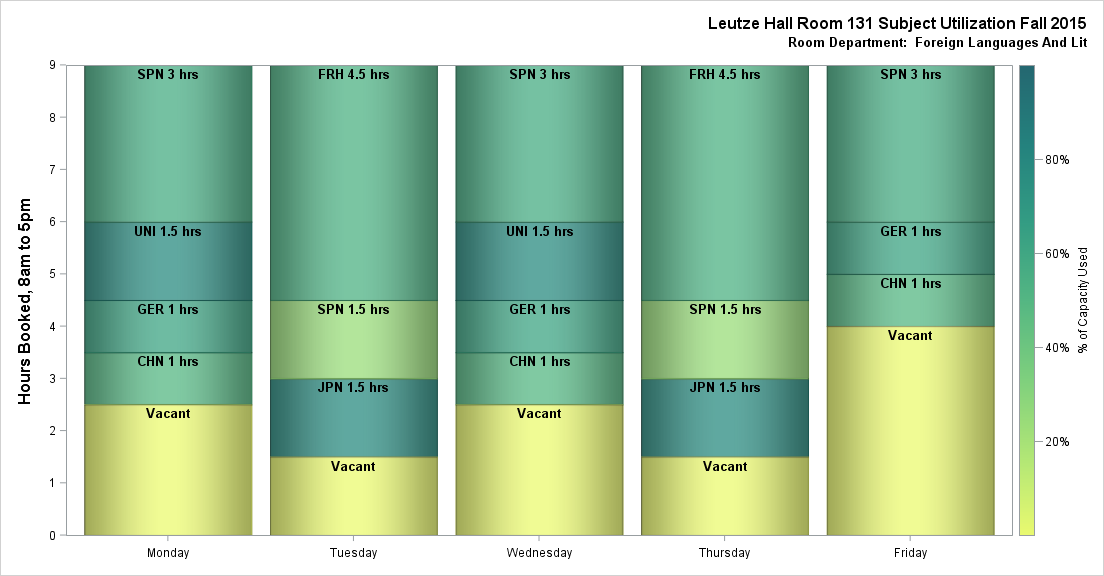 Leutze Hall Room 131 Subject Utilization Fall 2015
Room Department:  Foreign Languages And Lit
Hours Booked, 8am to 5pm
9
8
7
6
5
4
3
2
1
0
SPN 3 hrs
UNI 1.5 hrs
GER 1 hrs
CHN 1 hrs
Vacant
Monday
FRH 4.5 hrs
SPN 1.5 hrs
JPN 1.5 hrs
Vacant
Tuesday
SPN 3 hrs
UNI 1.5 hrs
GER 1 hrs
CHN 1 hrs
Vacant
Wednesday
FRH 4.5 hrs
SPN 1.5 hrs
JPN 1.5 hrs
Vacant
Thursday
SPN 3 hrs
GER 1 hrs
CHN 1 hrs
Vacant
Friday
80%
60%
40%
20%
% of Capacity Used